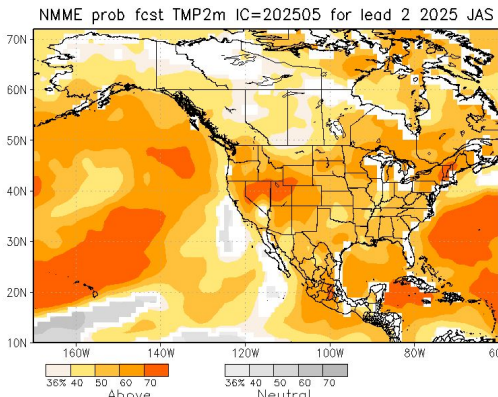 NMME prob fcst TMP2m IC=202505 for lead 2 2025 JAS
70N
60N
50N
40N
30N
20N
10N
160W 140W 120W 100W 80W 60
36% 40 50 60 70 36% 40 50 60 70
Above Neutral